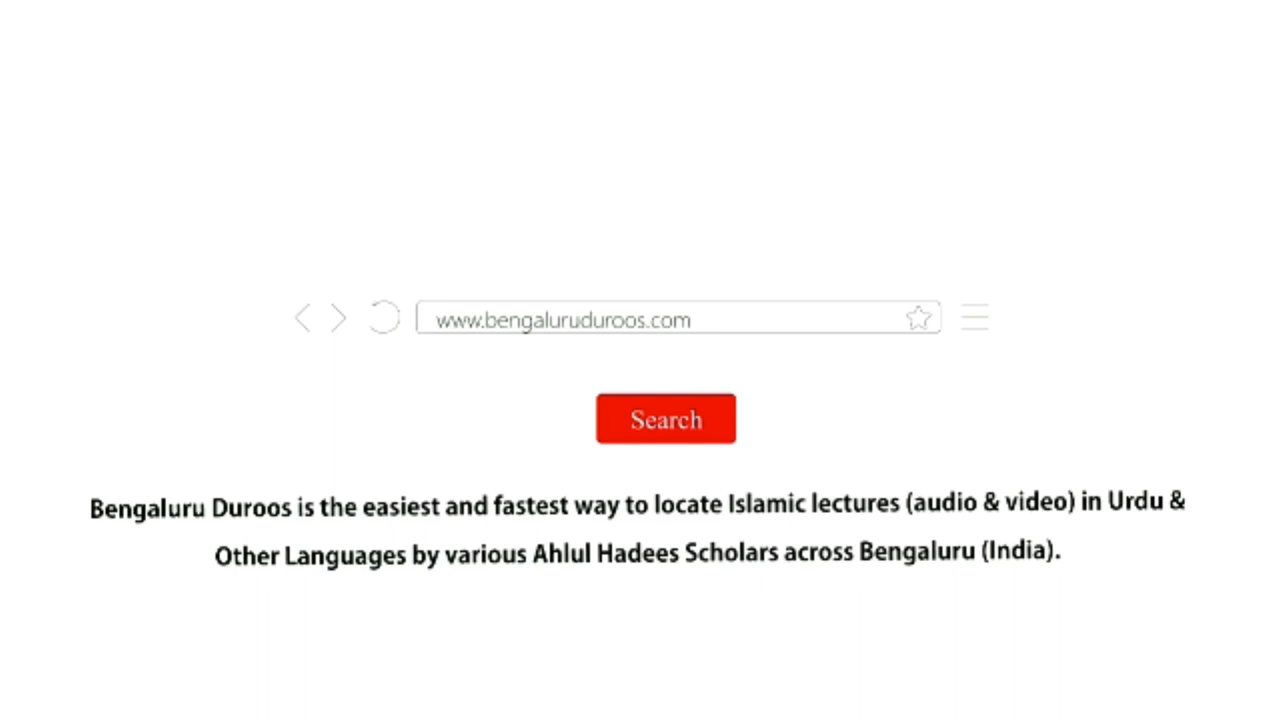 www.bengaluruduroos.com
Search
Bengaluru Duroos is the easiest and fastest way to locate Islamic lectures (audio & video) in Urdu &
Other Languages by various Ahlul Hadees Scholars across Bengaluru (India).